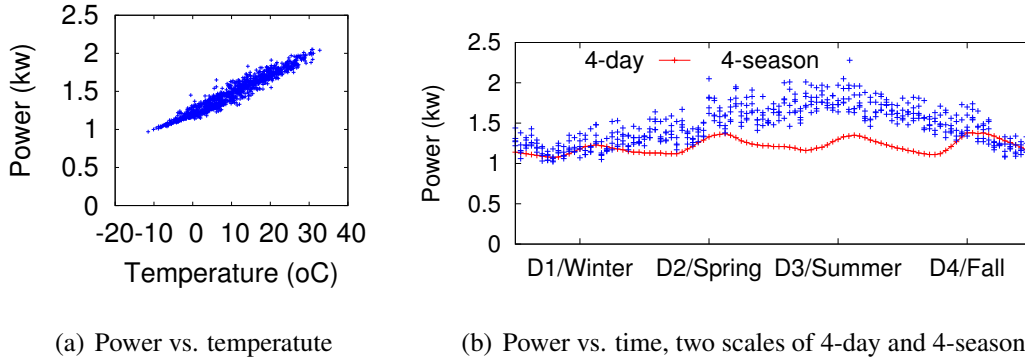 2.5
2
1.5
1
0.5
0
Power (kw)
-20 -10 0 10 20 30 40
Temperature (oC)
(a) Power vs. temperatute
2.5
2
1.5
1
0.5
0
Power (kw)
4-day 4-season
D1/Winter D2/Spring D3/Summer D4/Fall
(b) Power vs. time, two scales of 4-day and 4-season